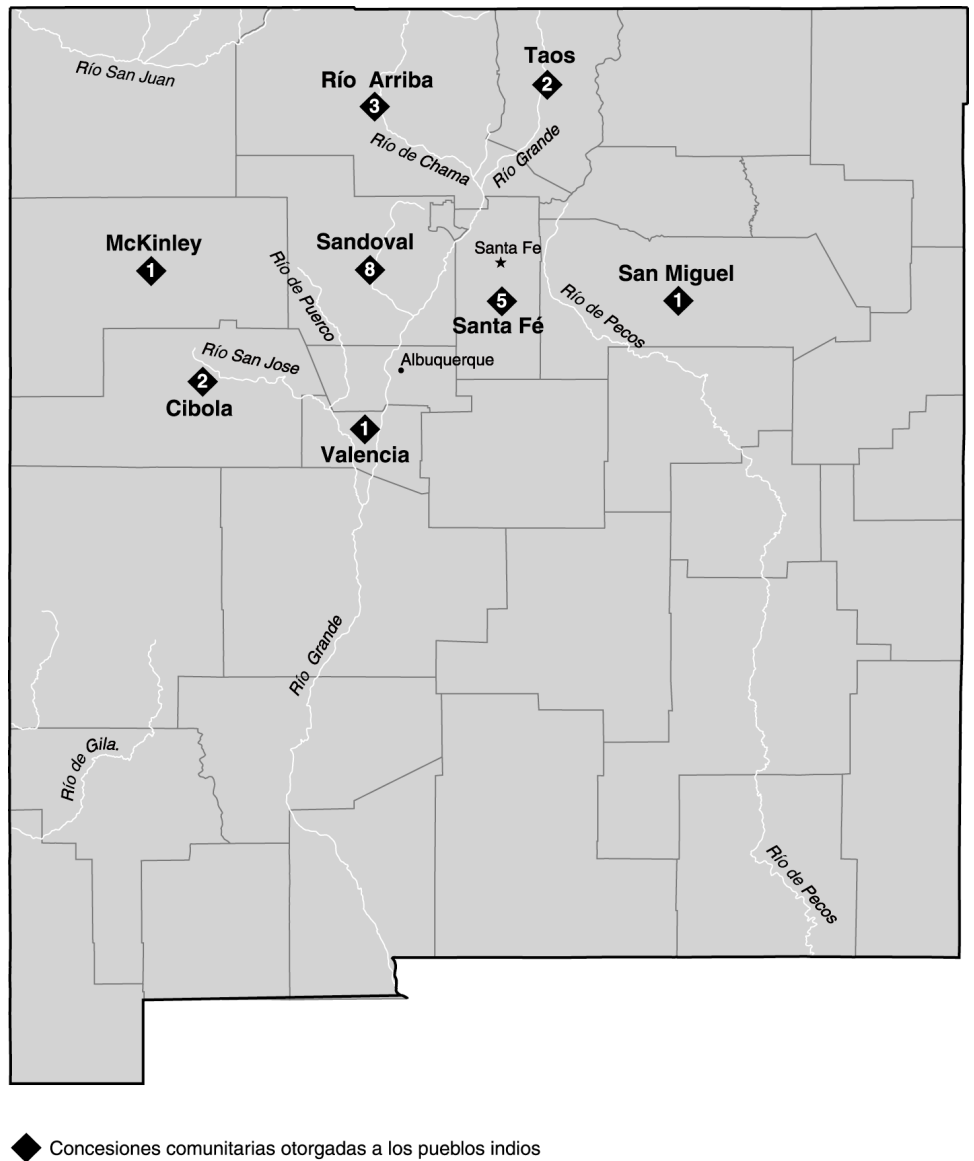 Río San Juan
Río Arriba
3
Taos
2
Río de Chama
Río Grande
McKinley
1
Sandoval
8
Río de Puerco
Santa Fe
5
Santa Fé
San Miguel
1
Río de Pecos
Río San Jose
2
Cibola
Albuquerque
1
Valencia
Río Grande
Río de Gila.
Río de Pecos
Concesiones comunitarias otorgadas a los pueblos indios